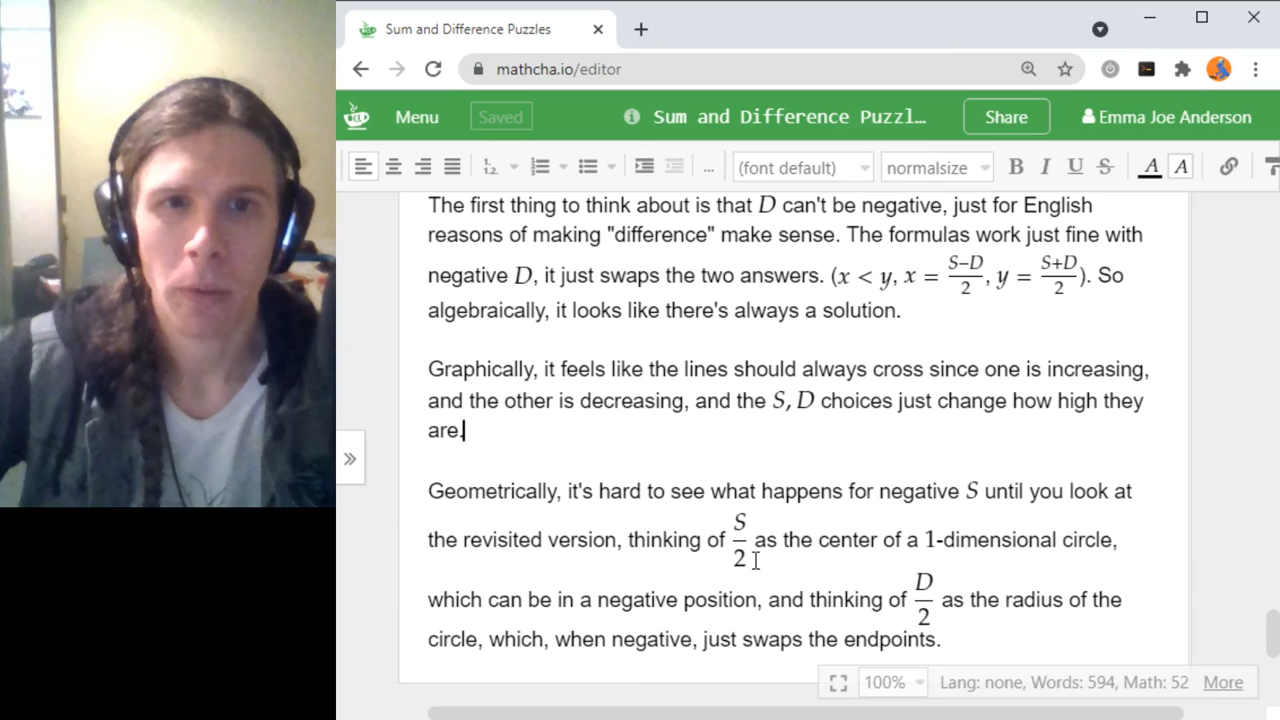 Sum and Difference Puzzles
mathcha.io/editor
Menu Saved Sum and Difference Puzzl... Share Emma Joe Anderson
1.2. ... (font default) normalsize B I U S A A
The first thing to think about is that D can't be negative, just for English
reasons of making "difference" make sense. The formulas work just fine with
negative D, it just swaps the two answers. (x < y, x = S−D/2, y = S+D/2). So
algebraically, it looks like there's always a solution.
Graphically, it feels like the lines should always cross since one is increasing,
and the other is decreasing, and the S, D choices just change how high they
are.
Geometrically, it's hard to see what happens for negative S until you look at
the revisited version, thinking of S/2 as the center of a 1-dimensional circle,
which can be in a negative position, and thinking of D/2 as the radius of the
circle, which, when negative, just swaps the endpoints.
100% Lang: none, Words: 594, Math: 52 More